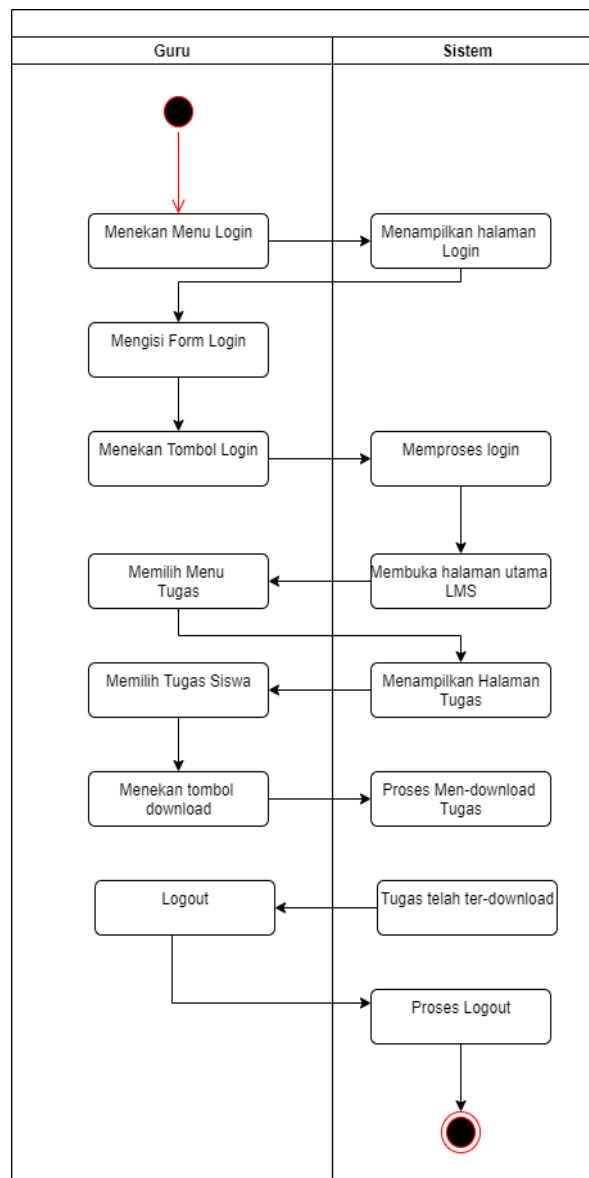 Guru
Sistem
Menekan Menu Login
Menampilkan halaman
Login
Mengisi Form Login
Menekan Tombol Login
Memproses login
Memilih Menu
Tugas
Membuka halaman utama
LMS
Memilih Tugas Siswa
Menampilkan Halaman
Tugas
Menekan tombol
download
Proses Men-download
Tugas
Logout
Tugas telah ter-download
Proses Logout